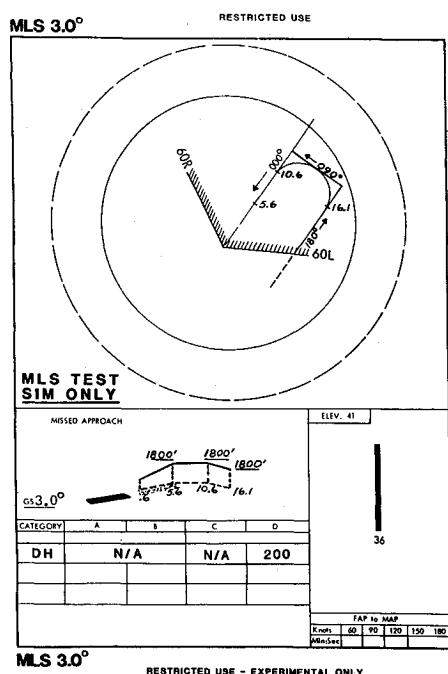 MLS 3.0°
RESTRICTED USE
60R
000°
10.6
090°
5.6
16.1
180°
60L
MLS TEST
SIM ONLY
MISSED APPROACH
1800' 1800' 1800'
GS 3.0°
.6 5.6 10.6 16.1
ELEV. 41
36
CATEGORY A B C D
DH N/A N/A 200
FAP to MAP
Knots 60 90 120 150 180
Min:Sec
MLS 3.0°
RESTRICTED USE - EXPERIMENTAL ONLY